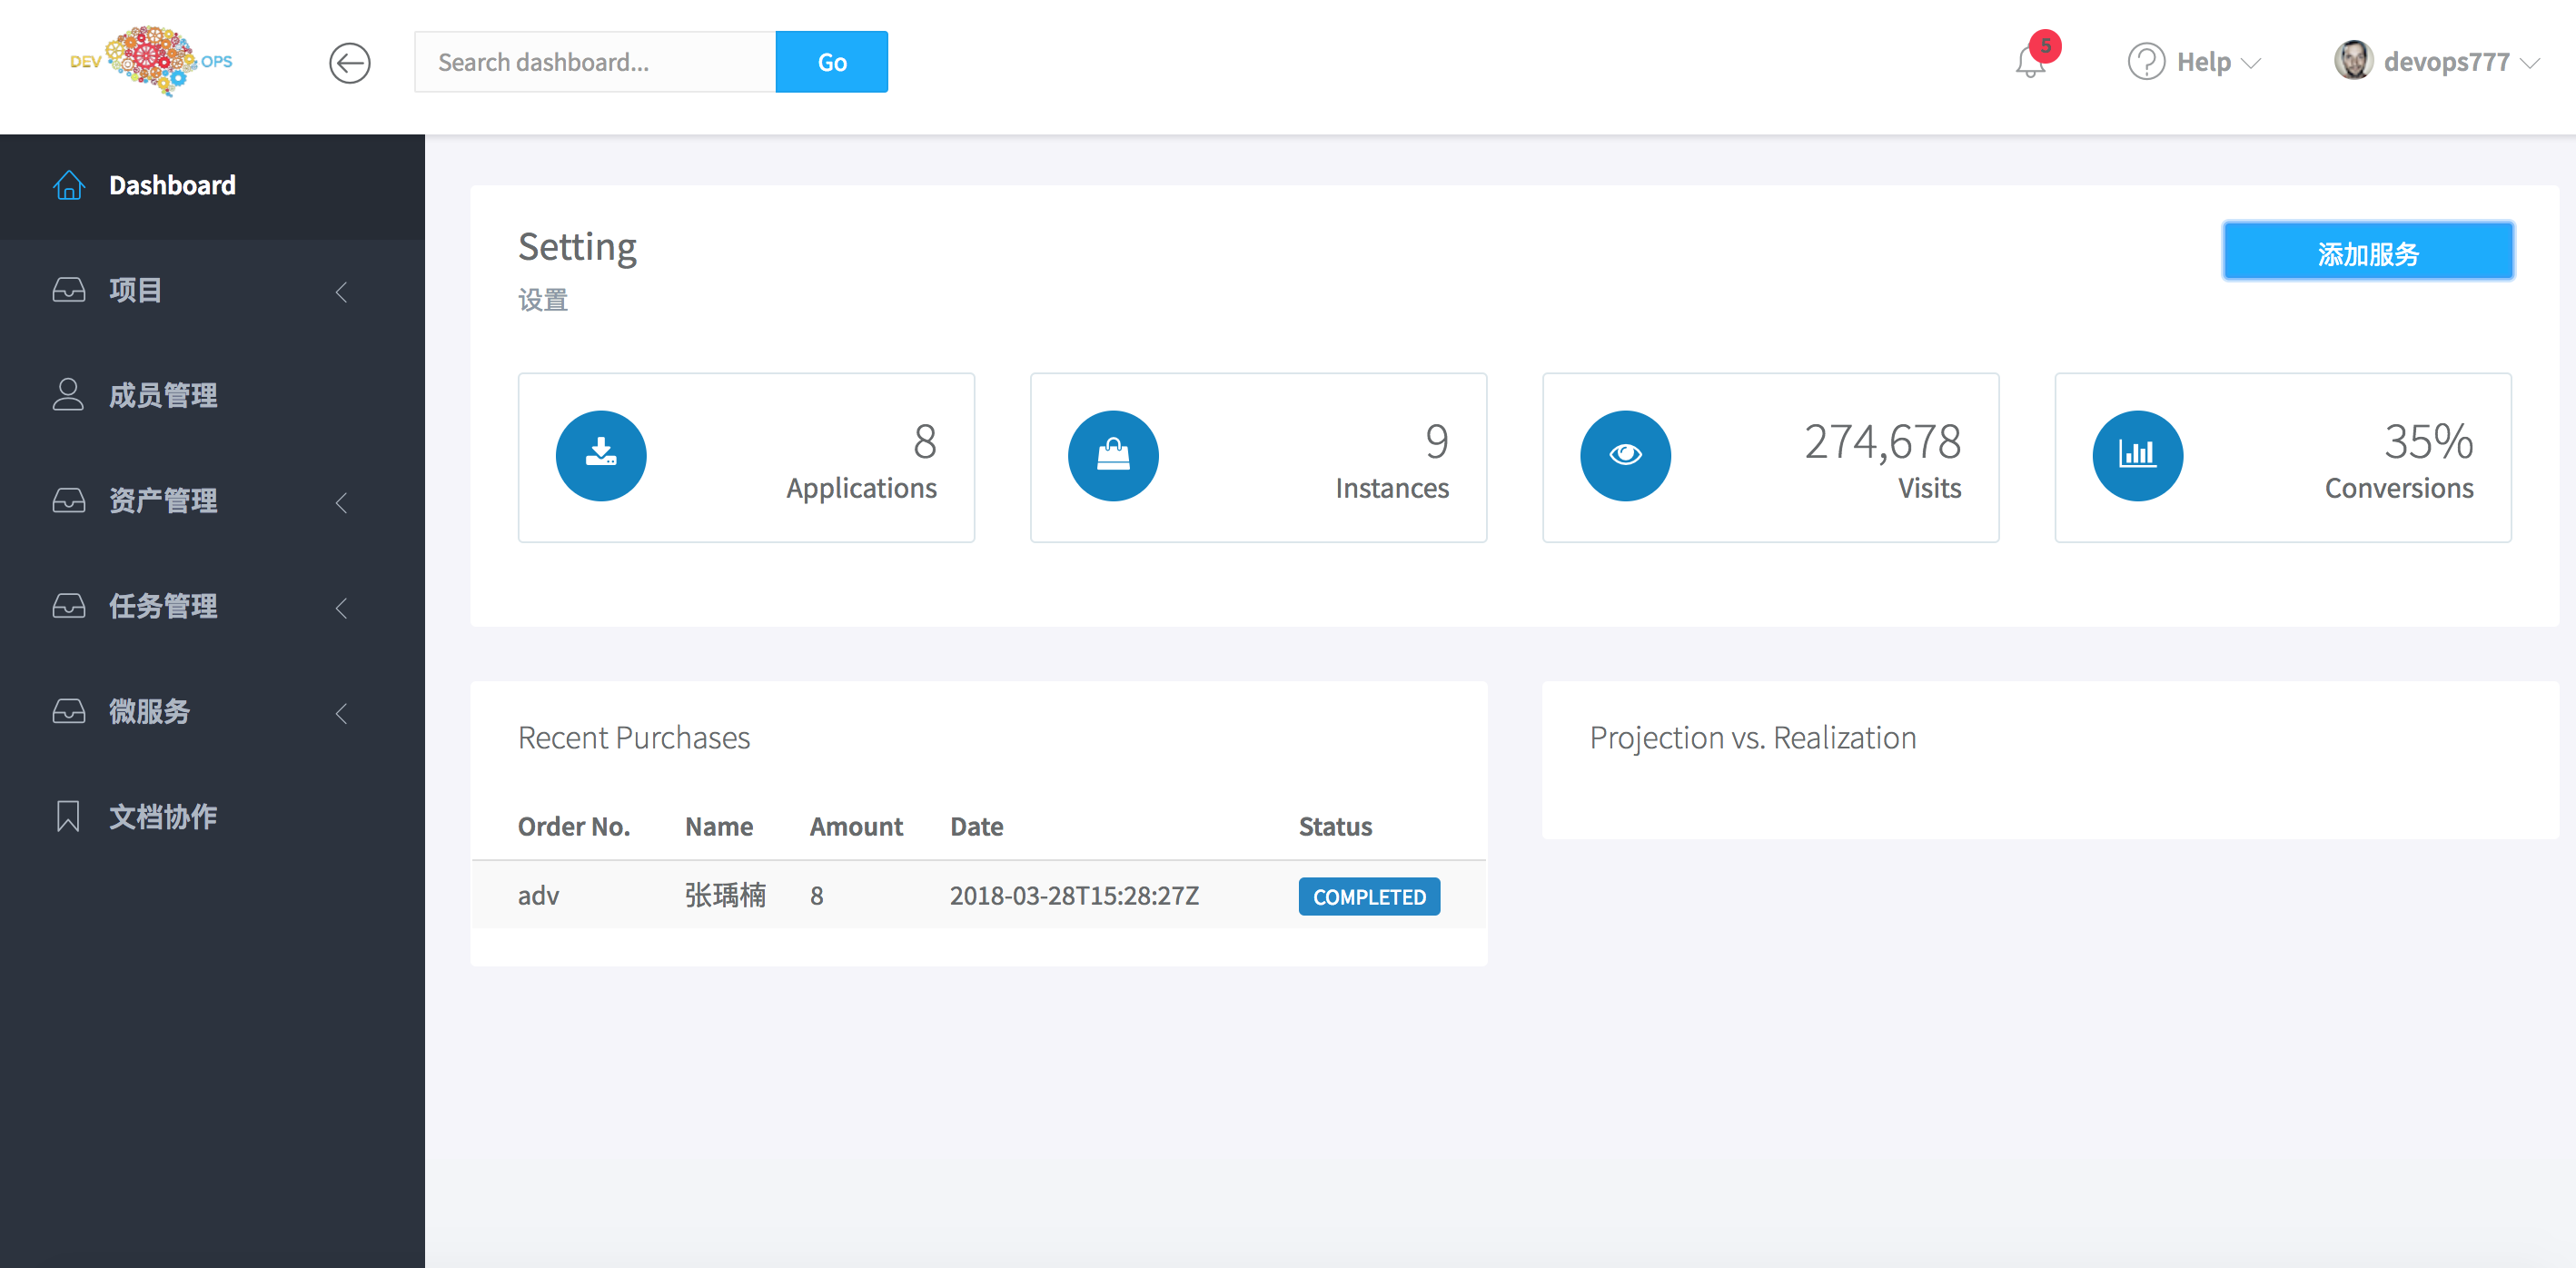 DEV OPS
Search dashboard...
Go
5
Help
devops777
Dashboard
项目
成员管理
资产管理
任务管理
微服务
文档协作
Setting
设置
添加服务
8
Applications
9
Instances
274,678
Visits
35%
Conversions
Recent Purchases
Order No. Name Amount Date Status
adv 张瑀楠 8 2018-03-28T15:28:27Z COMPLETED
Projection vs. Realization